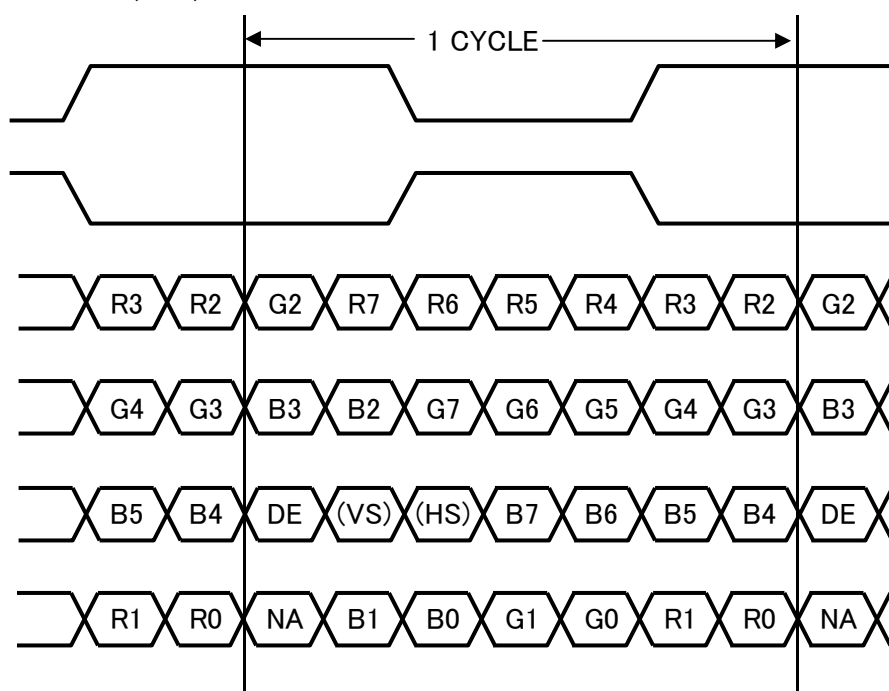 1 CYCLE
R3 R2 G2 R7 R6 R5 R4 R3 R2 G2
G4 G3 B3 B2 G7 G6 G5 G4 G3 B3
B5 B4 DE (VS) (HS) B7 B6 B5 B4 DE
R1 R0 NA B1 B0 G1 G0 R1 R0 NA